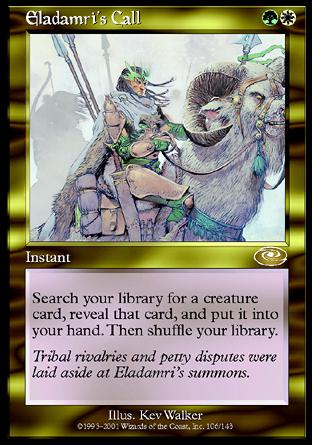 Eladamri's Call
Instant
Search your library for a creature
card, reveal that card, and put it into
your hand. Then shuffle your library.
Tribal rivalries and petty disputes were
laid aside at Eladamri's summons.
Illus. Kev Walker
©1993–2001 Wizards of the Coast, Inc. 106/143